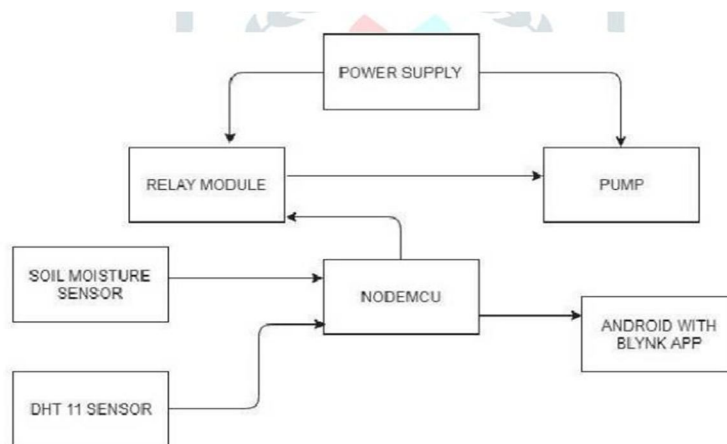 POWER SUPPLY
RELAY MODULE
PUMP
SOIL MOISTURE
SENSOR
NODEMCU
ANDROID WITH
BLYNK APP
DHT 11 SENSOR